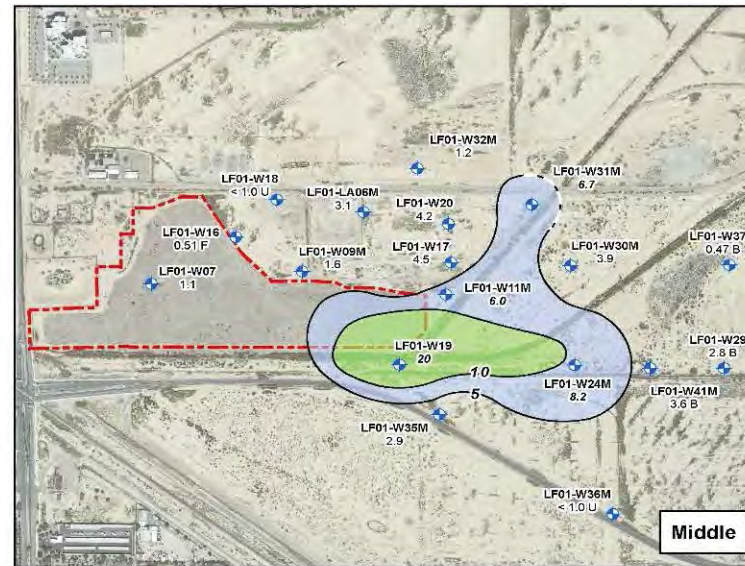 LF01-W32M
1.2
LF01-W31M
6.7
LF01-W18
< 1.0 U
LF01-LA06M
3.1
LF01-W20
4.2
LF01-W16
0.51 F
LF01-W09M
1.6
LF01-W17
4.5
LF01-W30M
3.9
LF01-W37
0.47 B
LF01-W07
1.1
LF01-W11M
6.0
LF01-W19
20
10
5
LF01-W24M
8.2
LF01-W29
2.8 B
LF01-W41M
3.6 B
LF01-W35M
2.9
LF01-W36M
< 1.0 U
Middle